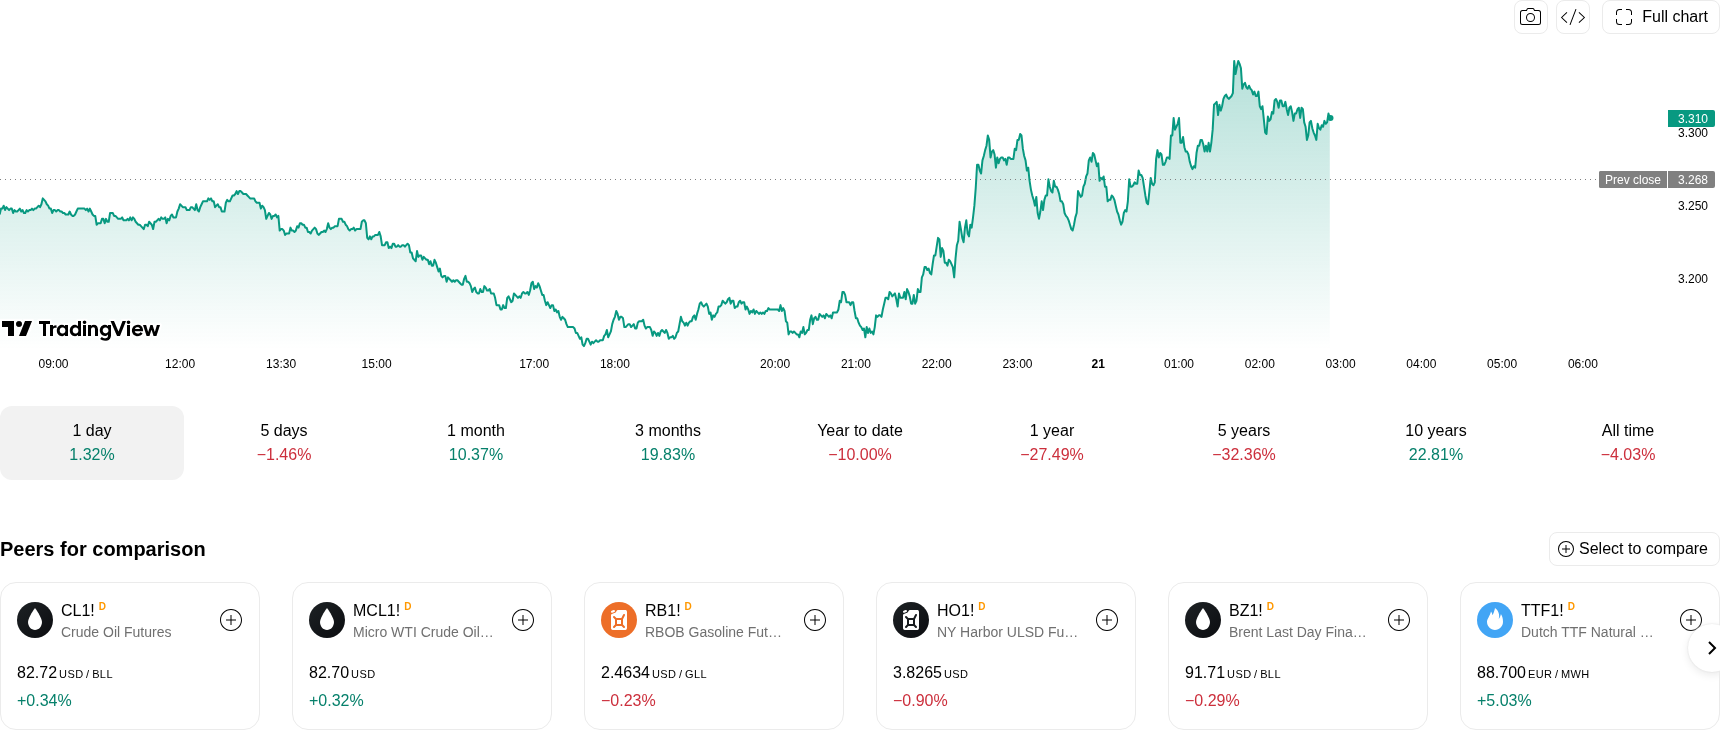 Full chart
3.310
3.300
Prev close 3.268
3.250
3.200
TradingView
09:00 12:00 13:30 15:00 17:00 18:00 20:00 21:00 22:00 23:00 21 01:00 02:00 03:00 04:00 05:00 06:00
1 day 5 days 1 month 3 months Year to date 1 year 5 years 10 years All time
1.32% −1.46% 10.37% 19.83% −10.00% −27.49% −32.36% 22.81% −4.03%
Peers for comparison
Select to compare
CL1! D
Crude Oil Futures
82.72 USD / BLL
+0.34%
MCL1! D
Micro WTI Crude Oil…
82.70 USD
+0.32%
RB1! D
RBOB Gasoline Fut…
2.4634 USD / GLL
−0.23%
HO1! D
NY Harbor ULSD Fu…
3.8265 USD
−0.90%
BZ1! D
Brent Last Day Fina…
91.71 USD / BLL
−0.29%
TTF1! D
Dutch TTF Natural …
88.700 EUR / MWH
+5.03%